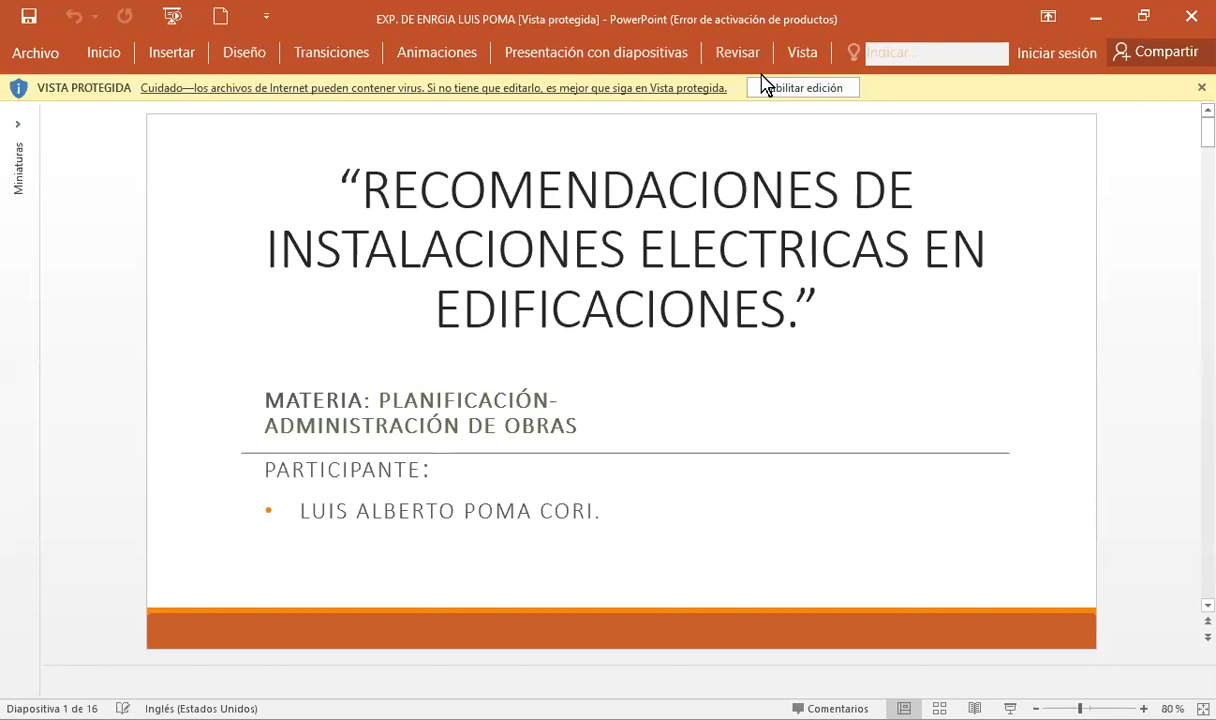 EXP. DE ENRGIA LUIS POMA [Vista protegida] - PowerPoint (Error de activación de productos)
Archivo Inicio Insertar Diseño Transiciones Animaciones Presentación con diapositivas Revisar Vista Indicar... Iniciar sesión Compartir
VISTA PROTEGIDA Cuidado—los archivos de Internet pueden contener virus. Si no tiene que editarlo, es mejor que siga en Vista protegida. Habilitar edición
Miniaturas
“RECOMENDACIONES DE
INSTALACIONES ELECTRICAS EN
EDIFICACIONES.”
MATERIA: PLANIFICACIÓN-
ADMINISTRACIÓN DE OBRAS
PARTICIPANTE:
• LUIS ALBERTO POMA CORI.
Diapositiva 1 de 16 Inglés (Estados Unidos) Comentarios 80 %